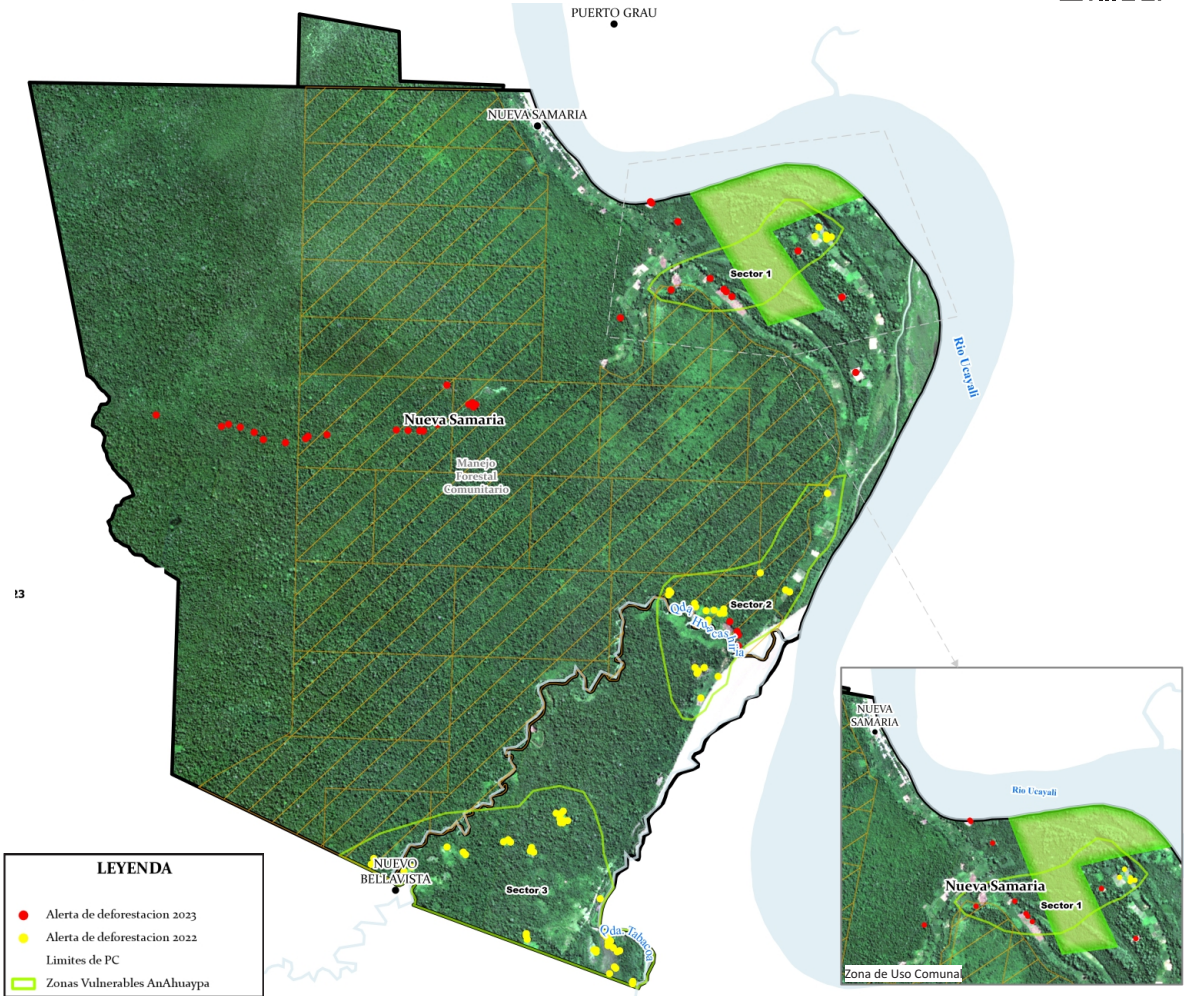 PUERTO GRAU
NUEVA SAMARIA
Sector 1
Rio Ucayali
Nueva Samaria
Manejo
Forestal
Comunitario
23
Sector 2
Qda Huacashiria
NUEVO
BELLAVISTA
Sector 3
Qda. Tabacoa
LEYENDA
Alerta de deforestacion 2023
Alerta de deforestacion 2022
Limites de PC
Zonas Vulnerables AnAhuaypa
NUEVA
SAMARIA
Rio Ucayali
Nueva Samaria
Sector 1
Zona de Uso Comunal